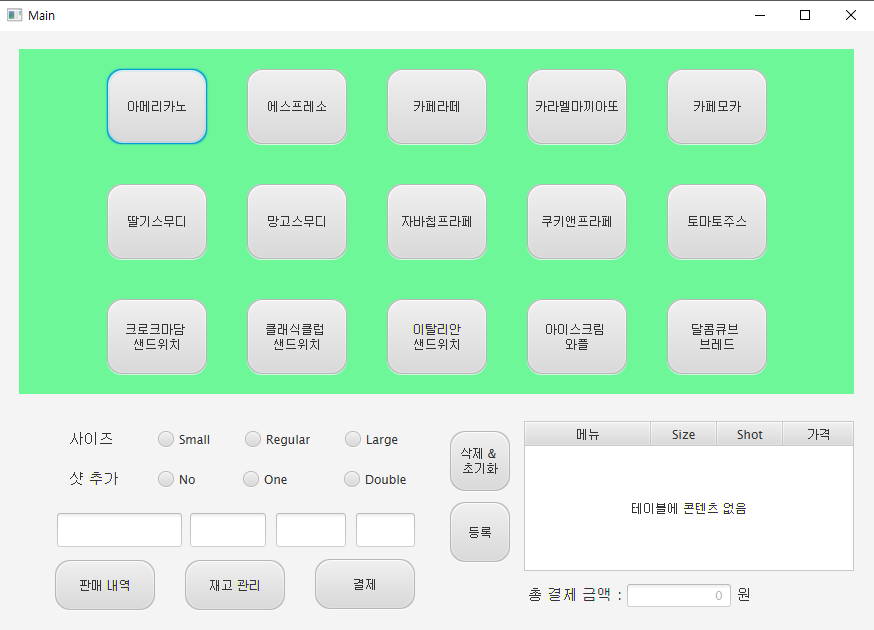 Main
아메리카노 에스프레소 카페라떼 카라멜마끼아또 카페모카
딸기스무디 망고스무디 자바칩프라페 쿠키앤프라페 토마토주스
크로크마담
샌드위치
클래식클럽
샌드위치
이탈리안
샌드위치
아이스크림
와플
달콤큐브
브레드
사이즈 Small Regular Large
샷 추가 No One Double
판매 내역 재고 관리 결제
삭제 &
초기화
등록
메뉴 Size Shot 가격
테이블에 콘텐츠 없음
총 결제 금액 : 0 원